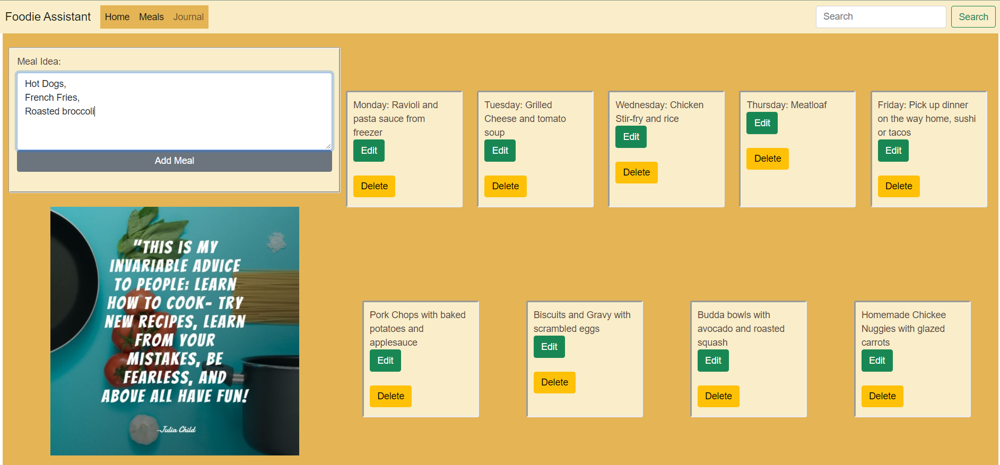 Foodie Assistant
Home Meals Journal
Search
Search
Meal Idea:
Hot Dogs,
French Fries,
Roasted broccoli
Add Meal
"THIS IS MY
INVARIABLE ADVICE
TO PEOPLE: LEARN
HOW TO COOK- TRY
NEW RECIPES, LEARN
FROM YOUR
MISTAKES, BE
FEARLESS, AND
ABOVE ALL HAVE FUN!
-Julia Child
Monday: Ravioli and
pasta sauce from
freezer
Edit
Delete
Tuesday: Grilled
Cheese and tomato
soup
Edit
Delete
Wednesday: Chicken
Stir-fry and rice
Edit
Delete
Thursday: Meatloaf
Edit
Delete
Friday: Pick up dinner
on the way home, sushi
or tacos
Edit
Delete
Pork Chops with baked
potatoes and
applesauce
Edit
Delete
Biscuits and Gravy with
scrambled eggs
Edit
Delete
Budda bowls with
avocado and roasted
squash
Edit
Delete
Homemade Chickee
Nuggies with glazed
carrots
Edit
Delete